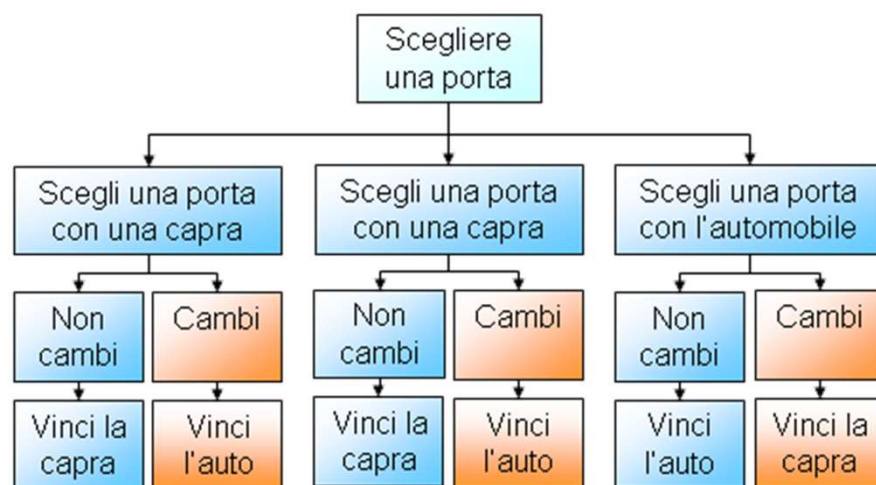 Scegliere
una porta
Scegli una porta
con una capra
Scegli una porta
con una capra
Scegli una porta
con l'automobile
Non
cambi
Cambi
Non
cambi
Cambi
Non
cambi
Cambi
Vinci la
capra
Vinci
l'auto
Vinci la
capra
Vinci
l'auto
Vinci
l'auto
Vinci la
capra